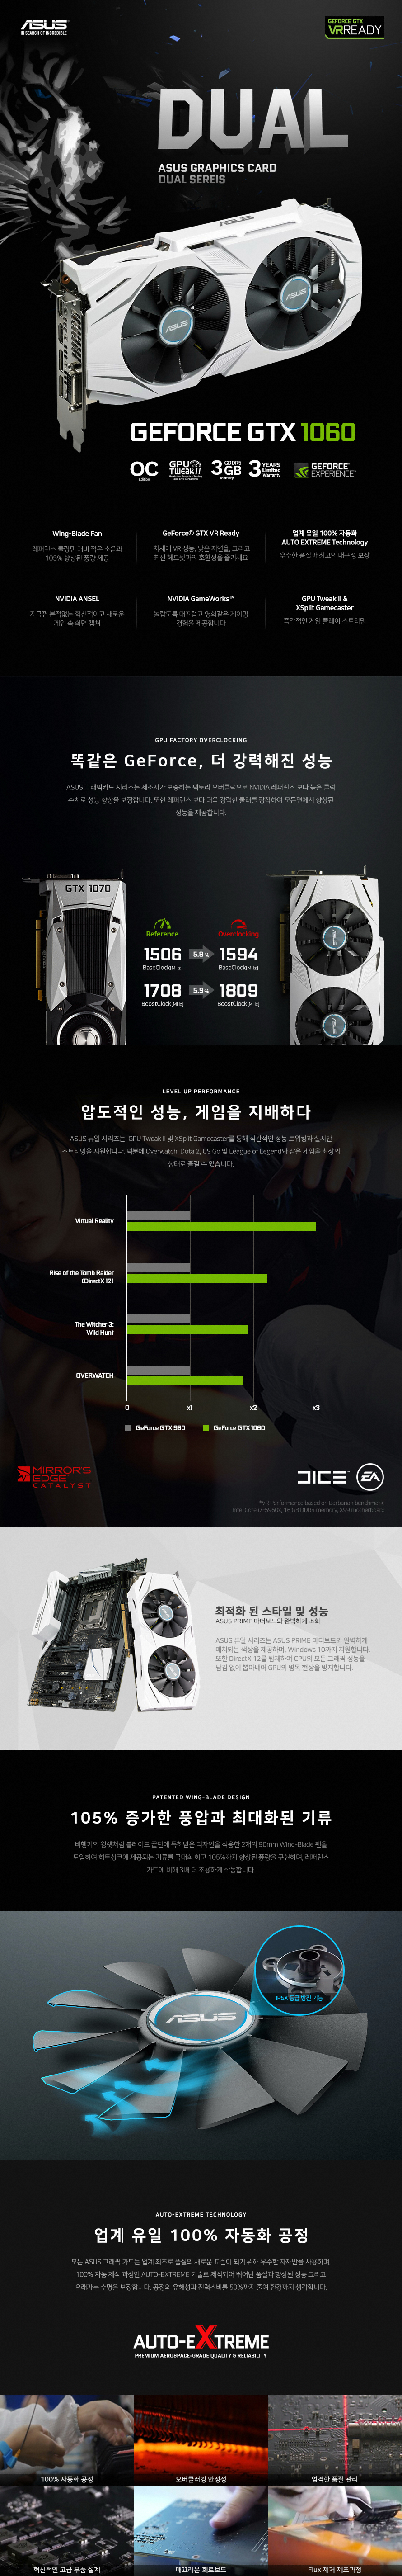 ASUS
IN SEARCH OF INCREDIBLE
GEFORCE® GTX
VRREADY
DUAL
ASUS GRAPHICS CARD
DUAL SEREIS
ASUS
ASUS
ASUS
GEFORCE GTX 1060
OC
Edition
GPU
Tweak II
3GB
GDDR5
Memory
3 YEARS
Limited
Warranty
GEFORCE®
EXPERIENCE™
Wing-Blade Fan
레퍼런스 쿨링팬 대비 적은 소음과
105% 향상된 풍량 제공
GeForce® GTX VR Ready
차세대 VR 성능, 낮은 지연율, 그리고
최신 헤드셋과의 호환성을 즐기세요
업계 유일 100% 자동화
AUTO EXTREME Technology
우수한 품질과 최고의 내구성 보장
NVIDIA ANSEL
지금껏 본적없는 혁신적이고 새로운
게임 속 화면 캡쳐
NVIDIA GameWorks™
놀랍도록 매끄럽고 영화같은 게이밍
경험을 제공합니다
GPU Tweak II &
XSplit Gamecaster
즉각적인 게임 플레이 스트리밍
GPU FACTORY OVERCLOCKING
똑같은 GeForce, 더 강력해진 성능
ASUS 그래픽카드 시리즈는 제조사가 보증하는 팩토리 오버클럭으로 NVIDIA 레퍼런스 보다 높은 클럭
수치로 성능 향상을 보장합니다. 또한 레퍼런스 보다 더욱 강력한 쿨러를 장착하여 모든면에서 향상된
성능을 제공합니다.
GTX 1070
Reference
Overclocking
1506
5.8%
1594
BaseClock(MHz)
BaseClock(MHz)
1708
5.9%
1809
BoostClock(MHz)
BoostClock(MHz)
LEVEL UP PERFORMANCE
압도적인 성능, 게임을 지배하다
ASUS 듀얼 시리즈는 GPU Tweak II 및 XSplit Gamecaster를 통해 직관적인 성능 트위킹과 실시간
스트리밍을 지원합니다. 덕분에 Overwatch, Dota 2, CS Go 및 League of Legend와 같은 게임을 최상의
상태로 즐길 수 있습니다.
Virtual Reality
Rise of the Tomb Raider
(DirectX 12)
The Witcher 3:
Wild Hunt
OVERWATCH
0
x1
x2
x3
GeForce GTX 960
GeForce GTX 1060
MIRROR'S
EDGE
CATALYST
DICE
EA
*VR Performance based on Barbarian benchmark.
Intel Core i7-5960x, 16 GB DDR4 memory, X99 motherboard
최적화 된 스타일 및 성능
ASUS PRIME 마더보드와 완벽하게 조화
ASUS 듀얼 시리즈는 ASUS PRIME 마더보드와 완벽하게
매치되는 색상을 제공하며, Windows 10까지 지원합니다.
또한 DirectX 12를 탑재하여 CPU의 모든 그래픽 성능을
남김 없이 뽑아내어 GPU의 병목 현상을 방지합니다.
PATENTED WING-BLADE DESIGN
105% 증가한 풍압과 최대화된 기류
비행기의 윙렛처럼 블레이드 끝단에 특허받은 디자인을 적용한 2개의 90mm Wing-Blade 팬을
도입하여 히트싱크에 제공되는 기류를 극대화 하고 105%까지 향상된 풍량을 구현하며, 레퍼런스
카드에 비해 3배 더 조용하게 작동합니다.
IP5X 등급 방진 기능
ASUS
AUTO-EXTREME TECHNOLOGY
업계 유일 100% 자동화 공정
모든 ASUS 그래픽 카드는 업계 최초로 품질의 새로운 표준이 되기 위해 우수한 자재만을 사용하며,
100% 자동 제작 과정인 AUTO-EXTREME 기술로 제작되어 뛰어난 품질과 향상된 성능 그리고
오래가는 수명을 보장합니다. 공정의 유해성과 전력소비를 50%까지 줄여 환경까지 생각합니다.
AUTO-EXTREME
PREMIUM AEROSPACE-GRADE QUALITY & RELIABILITY
100% 자동화 공정
오버클러킹 안정성
엄격한 품질 관리
혁신적인 고급 부품 설계
매끄러운 회로보드
Flux 제거 제조과정